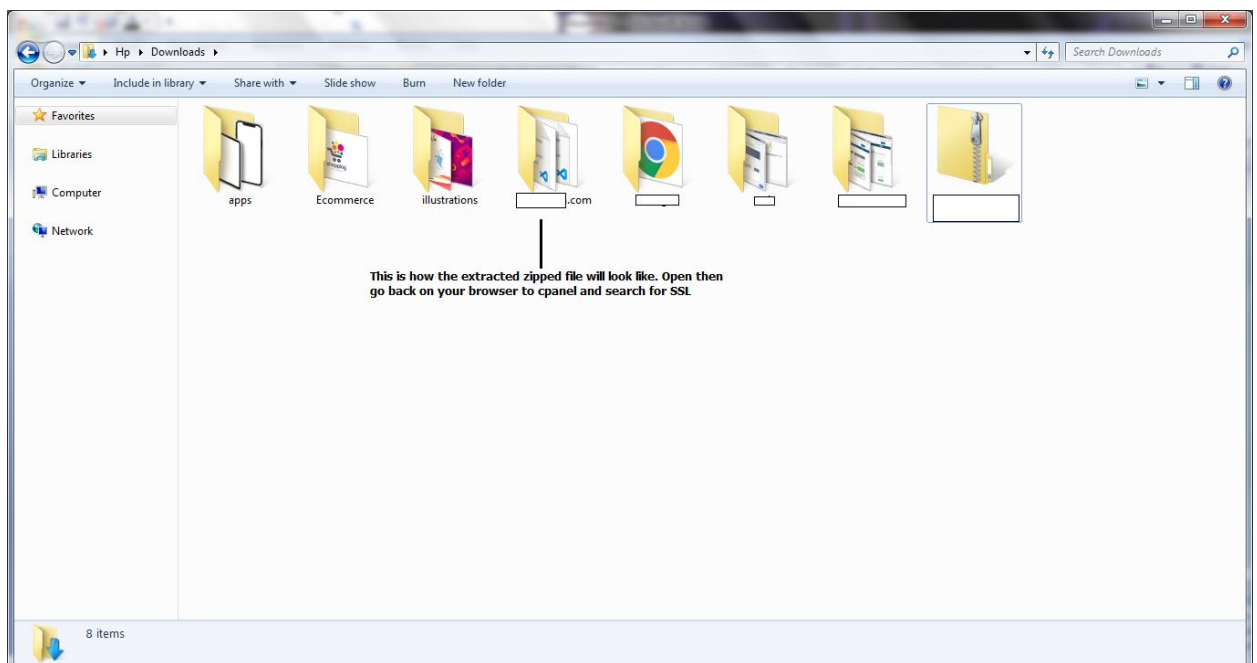 Hp ▸ Downloads ▸
Search Downloads
Organize Include in library Share with Slide show Burn New folder
Favorites
Libraries
Computer
Network
shopping
apps Ecommerce illustrations .com
This is how the extracted zipped file will look like. Open then
go back on your browser to cpanel and search for SSL
8 items